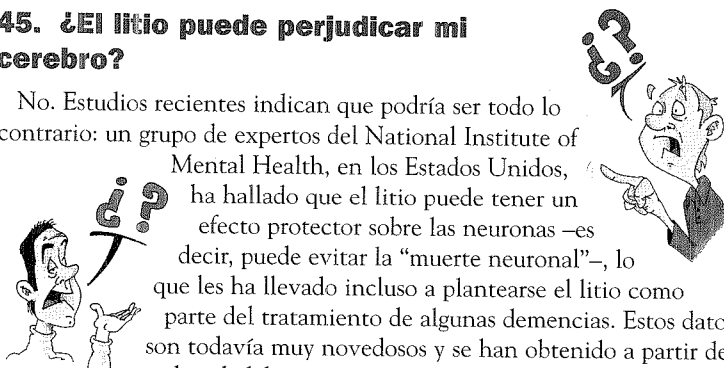 45. ¿El litio puede perjudicar mi
cerebro?
¿?
No. Estudios recientes indican que podría ser todo lo
contrario: un grupo de expertos del National Institute of
Mental Health, en los Estados Unidos,
ha hallado que el litio puede tener un
¿?
efecto protector sobre las neuronas –es
decir, puede evitar la “muerte neuronal”–, lo
que les ha llevado incluso a plantearse el litio como
parte del tratamiento de algunas demencias. Estos dato
son todavía muy novedosos y se han obtenido a partir de